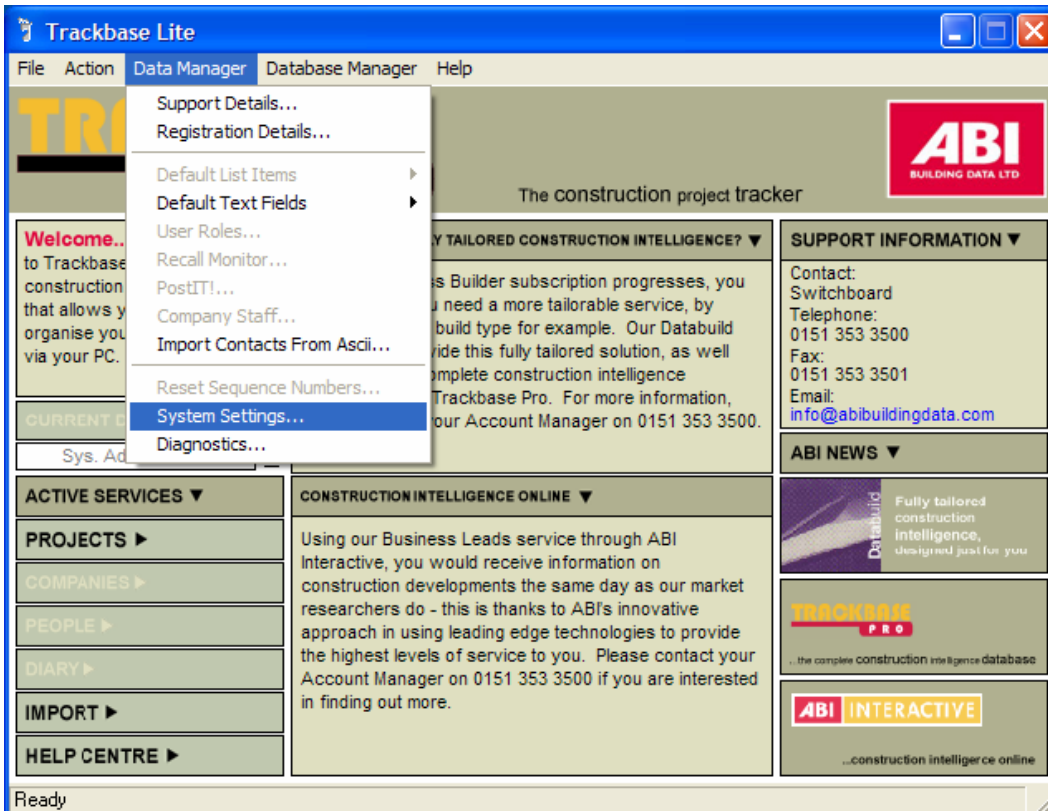 Trackbase Lite
File Action Data Manager Database Manager Help
Support Details...
Registration Details...
Default List Items
Default Text Fields
User Roles...
Recall Monitor...
PostIT!...
Company Staff...
Import Contacts From Ascii...
Reset Sequence Numbers...
System Settings...
Diagnostics...
The construction project tracker
ABI
BUILDING DATA LTD
Welcome..
to Trackbase
construction
that allows y
organise you
via your PC.
CURRENT D
Sys. Ad
ACTIVE SERVICES ▼
PROJECTS ►
COMPANIES ►
PEOPLE ►
DIARY ►
IMPORT ►
HELP CENTRE ►
Y TAILORED CONSTRUCTION INTELLIGENCE? ▼
ss Builder subscription progresses, you
need a more tailorable service, by
build type for example. Our Databuild
vide this fully tailored solution, as well
mplete construction intelligence
Trackbase Pro. For more information,
our Account Manager on 0151 353 3500.
CONSTRUCTION INTELLIGENCE ONLINE ▼
Using our Business Leads service through ABI
Interactive, you would receive information on
construction developments the same day as our market
researchers do - this is thanks to ABI's innovative
approach in using leading edge technologies to provide
the highest levels of service to you. Please contact your
Account Manager on 0151 353 3500 if you are interested
in finding out more.
SUPPORT INFORMATION ▼
Contact:
Switchboard
Telephone:
0151 353 3500
Fax:
0151 353 3501
Email:
info@abibuildingdata.com
ABI NEWS ▼
Databuild
Fully tailored
construction
intelligence,
designed just for you
TRACKBASE
PRO
...the complete construction intelligence database
ABI INTERACTIVE
...construction intelligence online
Ready